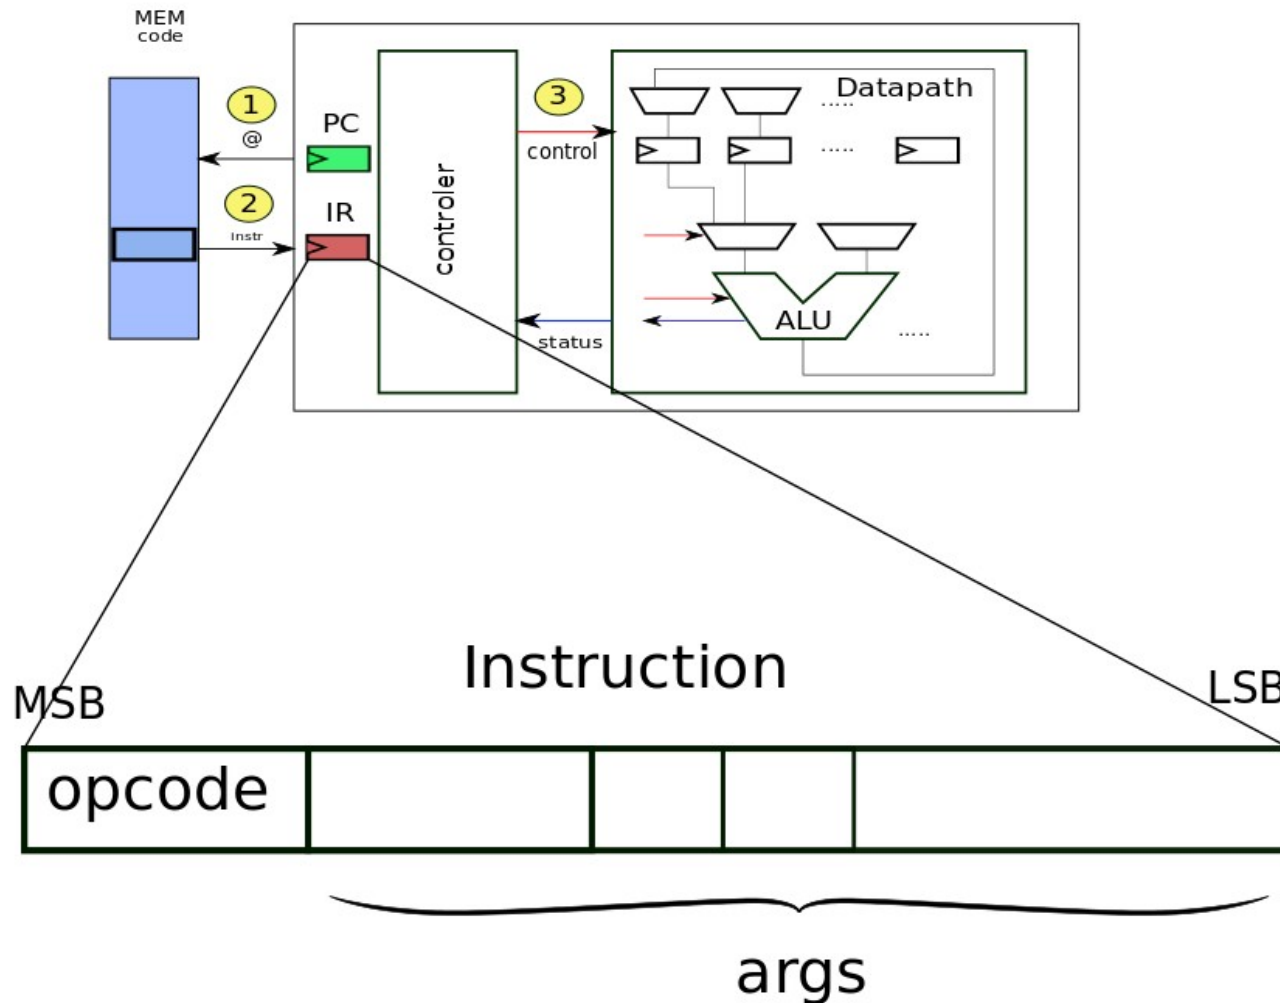 MEM
code
1
@
PC
2
Instr
IR
controler
3
control
status
Datapath
.....
.....
ALU
.....
Instruction
MSB
LSB
opcode
args